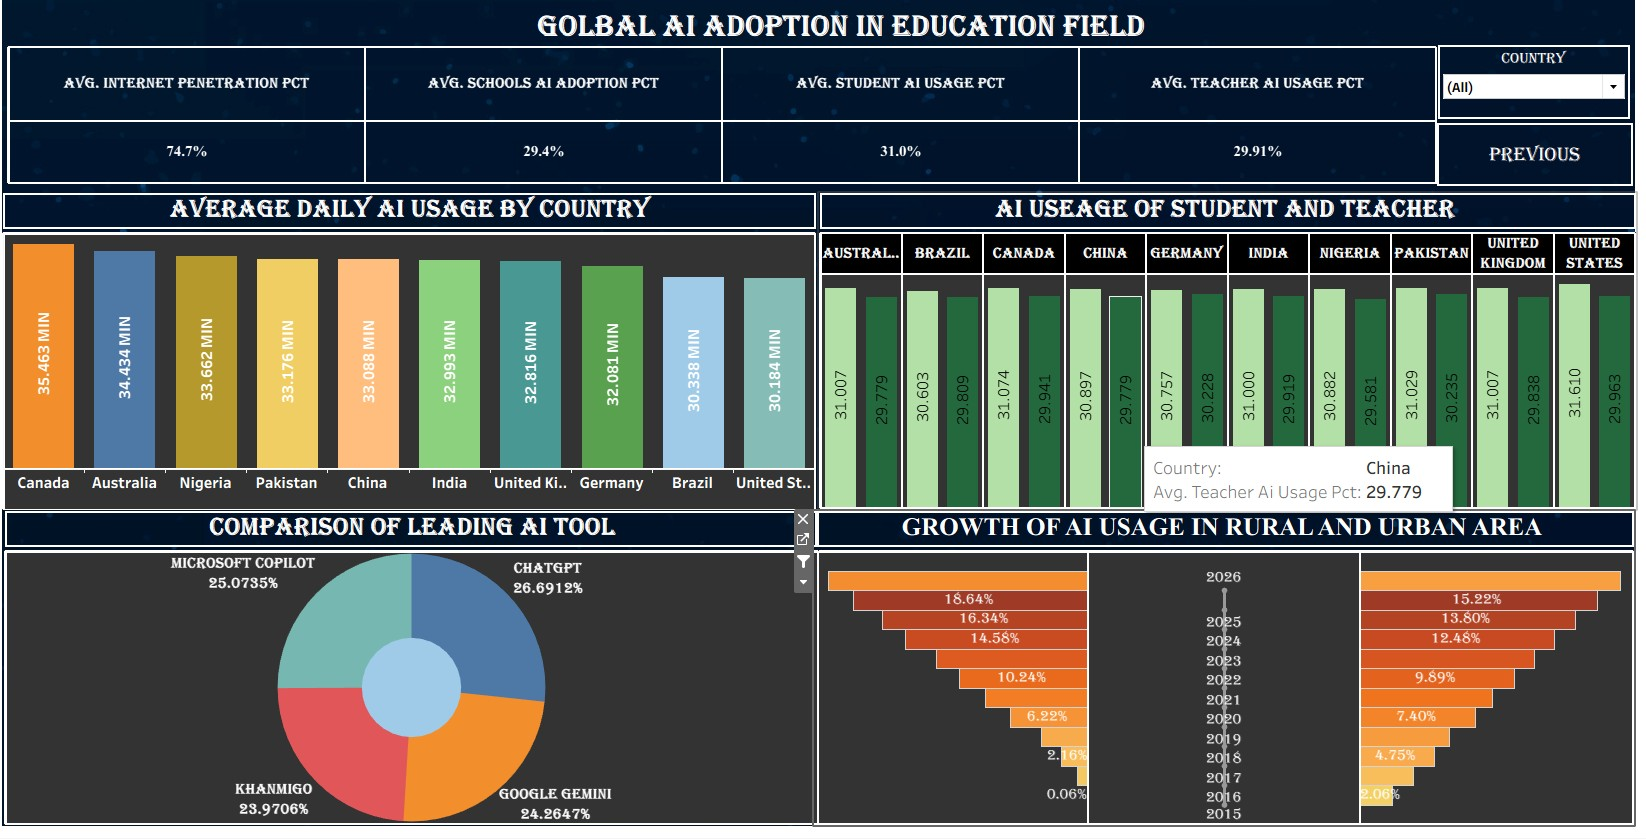 GOLBAL AI ADOPTION IN EDUCATION FIELD
AVG. INTERNET PENETRATION PCT
AVG. SCHOOLS AI ADOPTION PCT
AVG. STUDENT AI USAGE PCT
AVG. TEACHER AI USAGE PCT
COUNTRY
(All)
74.7%
29.4%
31.0%
29.91%
PREVIOUS
AVERAGE DAILY AI USAGE BY COUNTRY
35.463 MIN
34.434 MIN
33.662 MIN
33.176 MIN
33.088 MIN
32.993 MIN
32.816 MIN
32.081 MIN
30.338 MIN
30.184 MIN
Canada
Australia
Nigeria
Pakistan
China
India
United Ki..
Germany
Brazil
United St..
AI USEAGE OF STUDENT AND TEACHER
AUSTRAL..
BRAZIL
CANADA
CHINA
GERMANY
INDIA
NIGERIA
PAKISTAN
UNITED
KINGDOM
UNITED
STATES
31.007
29.779
30.603
29.809
31.074
29.941
30.897
29.779
30.757
30.228
31.000
29.919
30.882
29.581
31.029
30.235
31.007
29.838
31.610
29.963
Country: China
Avg. Teacher Ai Usage Pct: 29.779
COMPARISON OF LEADING AI TOOL
MICROSOFT COPILOT
25.0735%
CHATGPT
26.6912%
KHANMIGO
23.9706%
GOOGLE GEMINI
24.2647%
GROWTH OF AI USAGE IN RURAL AND URBAN AREA
18.64%
16.34%
14.58%
10.24%
6.22%
2.16%
0.06%
2026
2025
2024
2023
2022
2021
2020
2019
2018
2017
2016
2015
15.22%
13.80%
12.48%
9.89%
7.40%
4.75%
2.06%